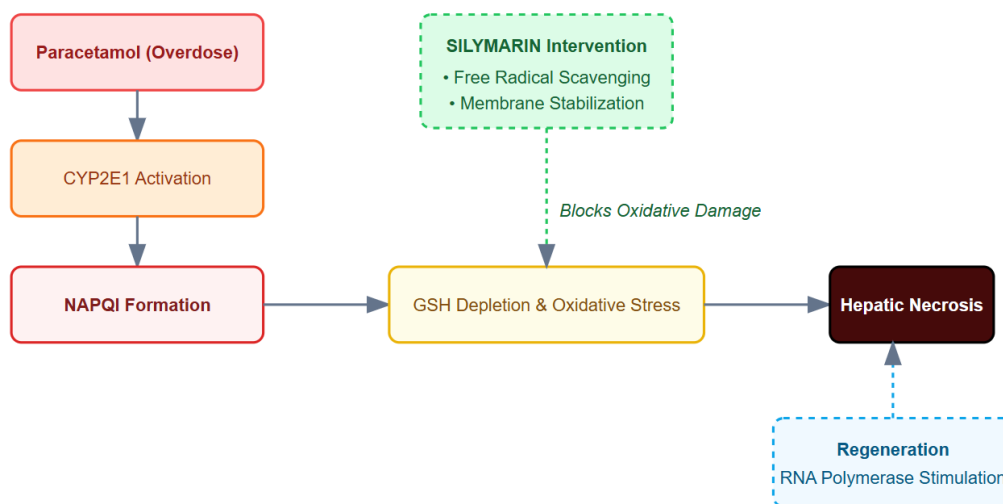 Paracetamol (Overdose)
SILYMARIN Intervention
• Free Radical Scavenging
• Membrane Stabilization
CYP2E1 Activation
Blocks Oxidative Damage
NAPQI Formation
GSH Depletion & Oxidative Stress
Hepatic Necrosis
Regeneration
RNA Polymerase Stimulation